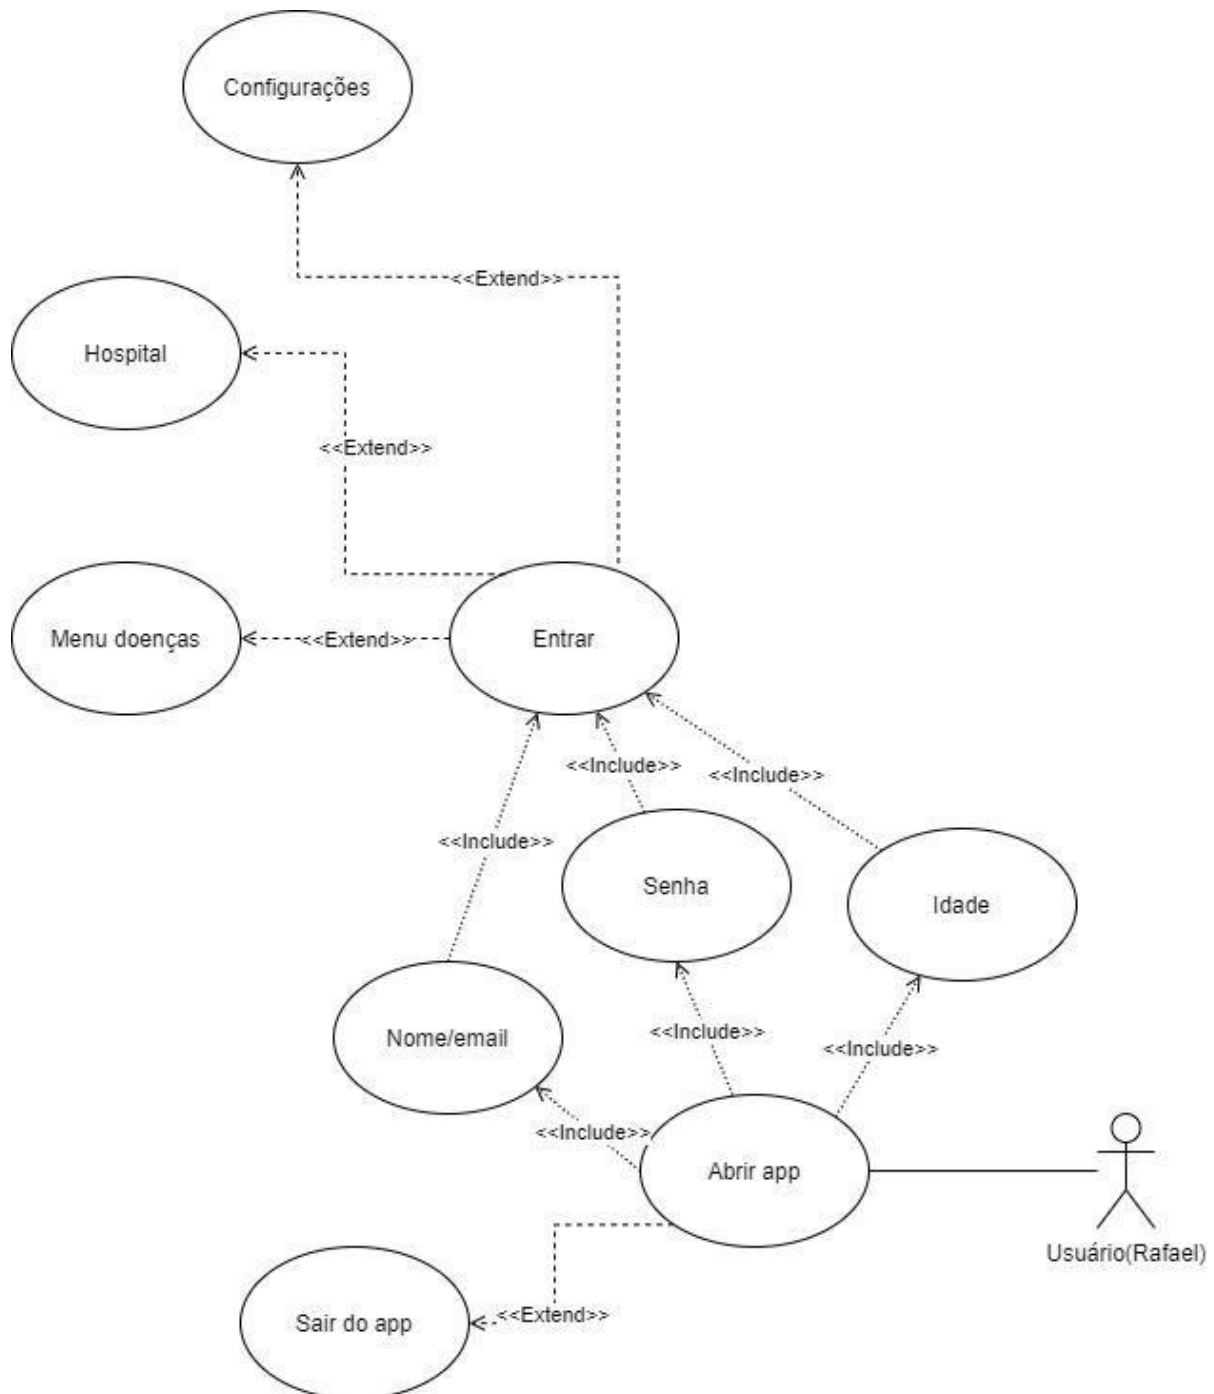 Configurações
<<Extend>>
Hospital
<<Extend>>
Menu doenças
<<Extend>>
Entrar
<<Include>>
<<Include>>
<<Include>>
Senha
Idade
Nome/email
<<Include>>
<<Include>>
<<Include>>
Abrir app
Usuário(Rafael)
Sair do app
<<Extend>>